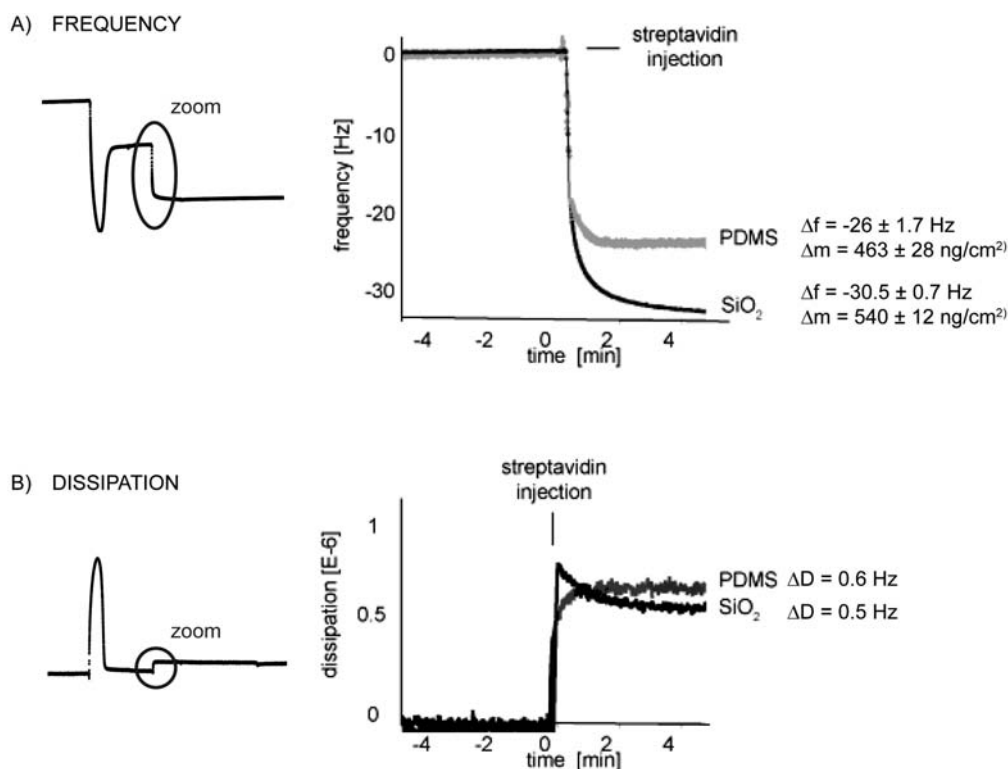 A) FREQUENCY
zoom
streptavidin
injection
frequency [Hz]
0
-10
-20
-30
-4 -2 0 2 4
time [min]
PDMS
Δf = -26 ± 1.7 Hz
Δm = 463 ± 28 ng/cm²⁾
SiO₂
Δf = -30.5 ± 0.7 Hz
Δm = 540 ± 12 ng/cm²⁾
B) DISSIPATION
zoom
streptavidin
injection
dissipation [E-6]
1
0.5
0
-4 -2 0 2 4
time [min]
PDMS ΔD = 0.6 Hz
SiO₂ ΔD = 0.5 Hz